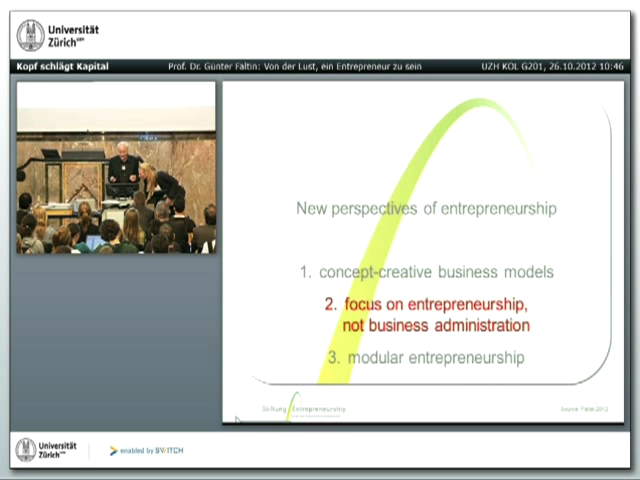 Universität
Zürich UZH
Kopf schlägt Kapital
Prof. Dr. Günter Faltin: Von der Lust, ein Entrepreneur zu sein
UZH KOL G201, 26.10.2012 10:46
New perspectives of entrepreneurship
1. concept-creative business models
2. focus on entrepreneurship,
not business administration
3. modular entrepreneurship
Stiftung Entrepreneurship
Source: Faltin 2012
Universität
Zürich UZH
enabled by SWITCH